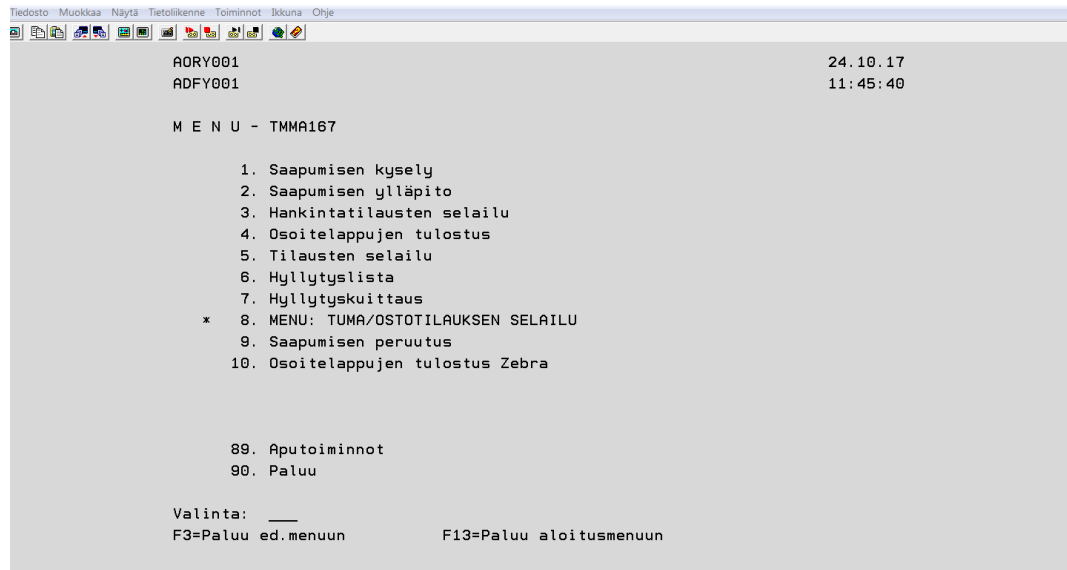 Tiedosto Muokkaa Näytä Tietoliikenne Toiminnot Ikkuna Ohje
AORY001 24.10.17
ADFY001 11:45:40
M E N U - TMMA167
1. Saapumisen kysely
2. Saapumisen ylläpito
3. Hankintatilausten selailu
4. Osoitelappujen tulostus
5. Tilausten selailu
6. Hyllytyslista
7. Hyllytyskuittaus
* 8. MENU: TUMA/OSTOTILAUKSEN SELAILU
9. Saapumisen peruutus
10. Osoitelappujen tulostus Zebra
89. Aputoiminnot
90. Paluu
Valinta: ___
F3=Paluu ed.menuun F13=Paluu aloitusmenuun